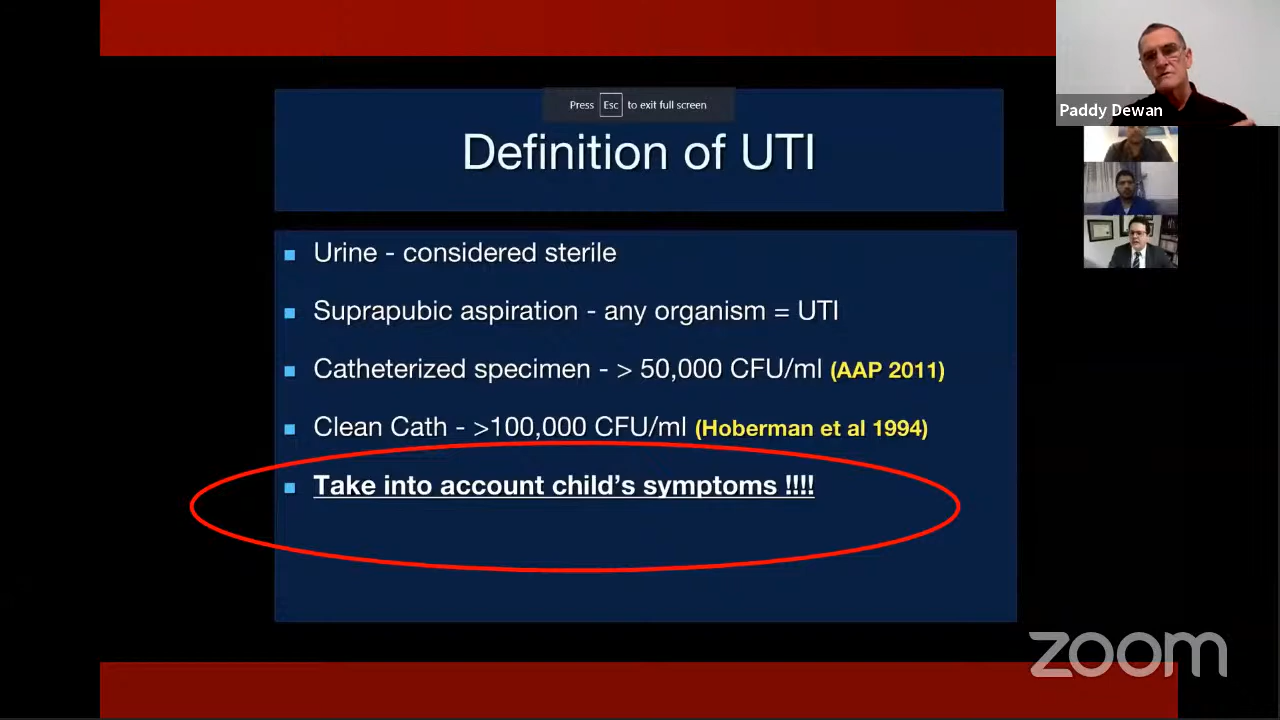 Press Esc to exit full screen
Paddy Dewan
Definition of UTI
Urine - considered sterile
Suprapubic aspiration - any organism = UTI
Catheterized specimen - > 50,000 CFU/ml (AAP 2011)
Clean Cath - >100,000 CFU/ml (Hoberman et al 1994)
Take into account child's symptoms !!!!
zoom